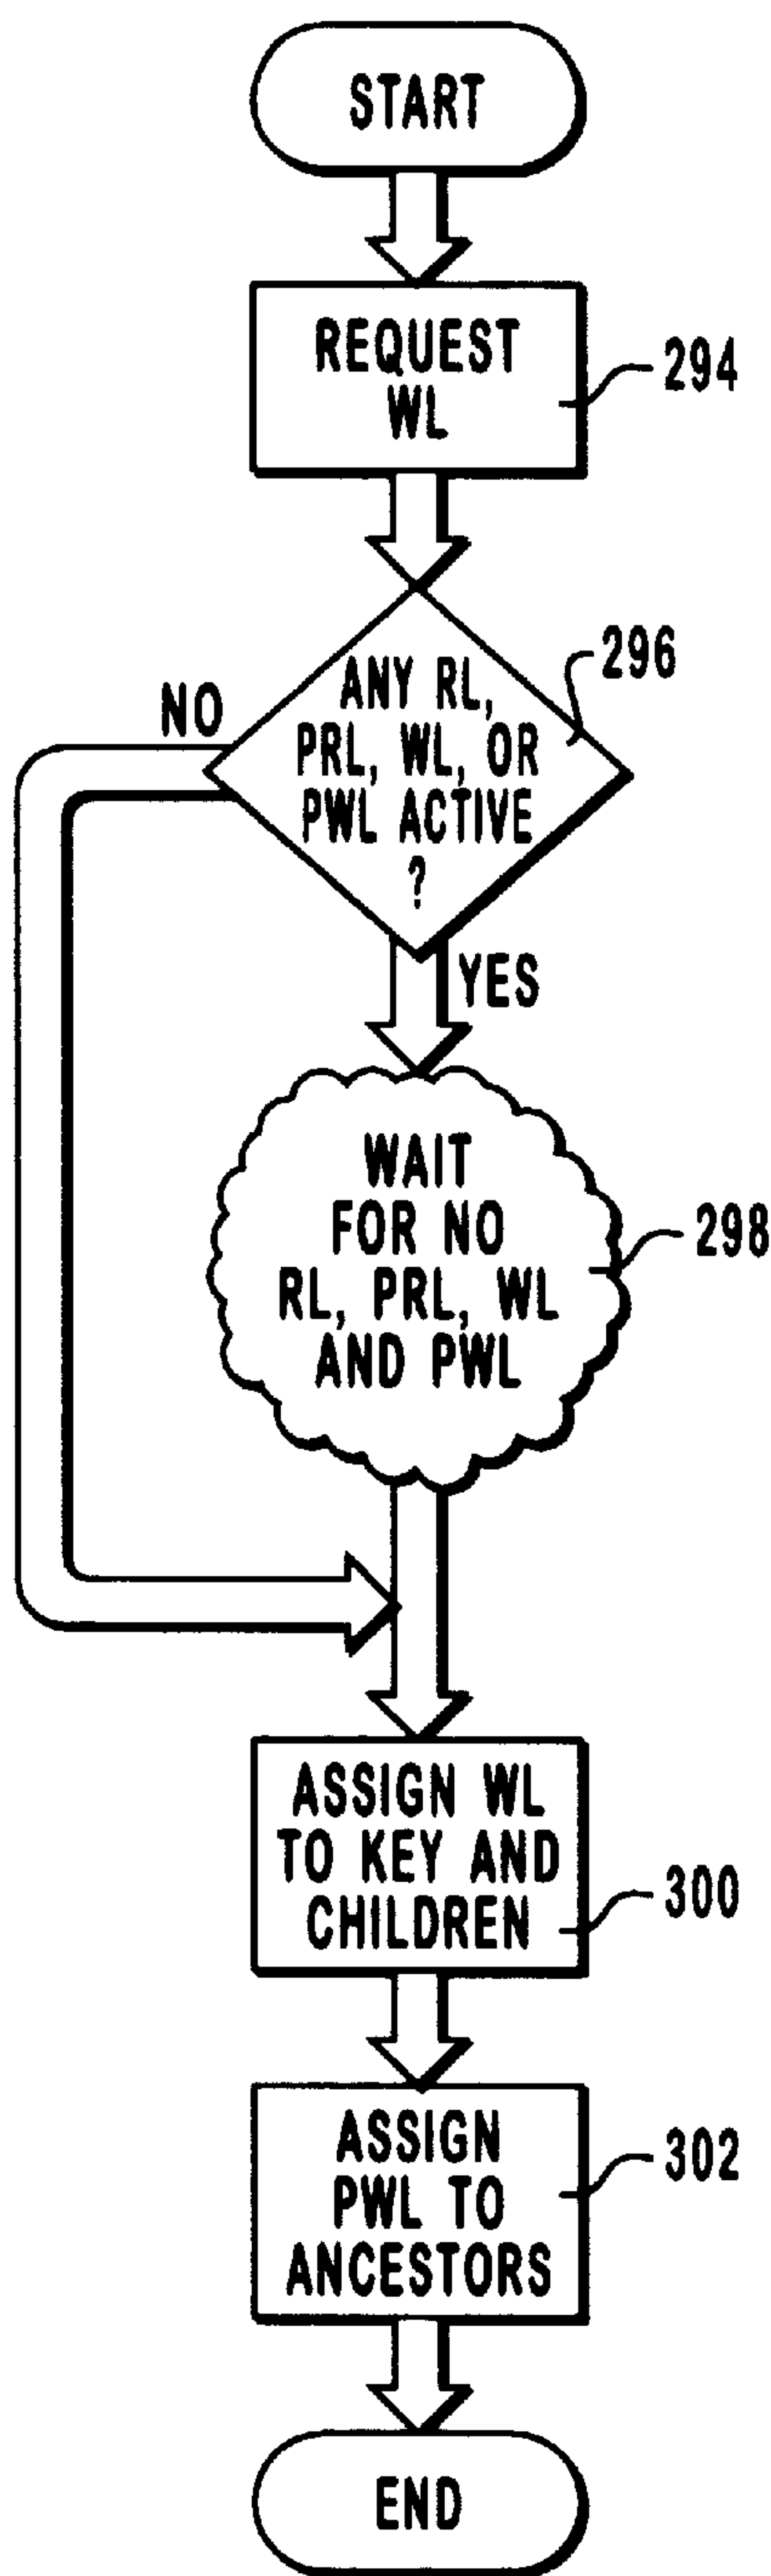 START
REQUEST
WL
294
ANY RL,
PRL, WL, OR
PWL ACTIVE
?
296
NO
YES
WAIT
FOR NO
RL, PRL, WL
AND PWL
298
ASSIGN WL
TO KEY AND
CHILDREN
300
ASSIGN
PWL TO
ANCESTORS
302
END